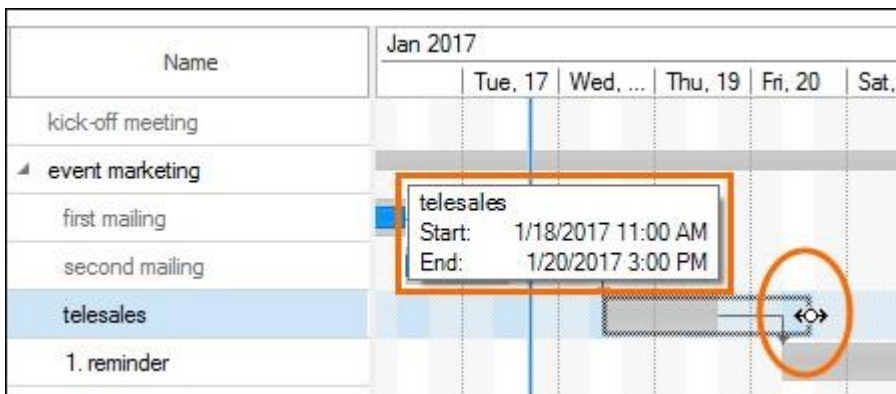 Name
Jan 2017
Tue, 17 Wed, ... Thu, 19 Fri, 20 Sat,
kick-off meeting
event marketing
first mailing
second mailing
telesales
1. reminder
telesales
Start: 1/18/2017 11:00 AM
End: 1/20/2017 3:00 PM